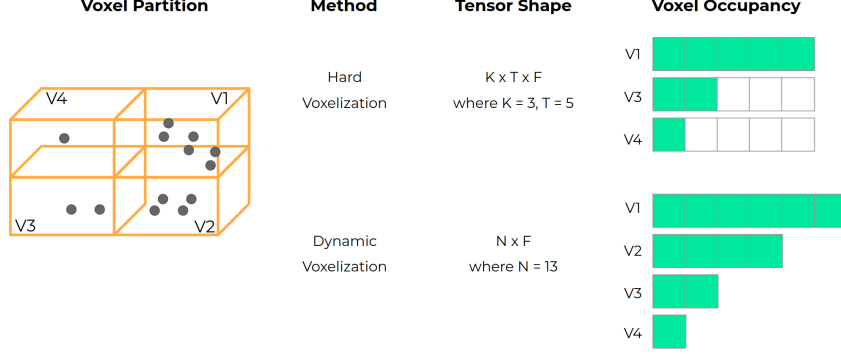 Voxel Partition
Method
Tensor Shape
Voxel Occupancy
V4
V1
V3
V2
Hard
Voxelization
K x T x F
where K = 3, T = 5
V1
V3
V4
Dynamic
Voxelization
N x F
where N = 13
V1
V2
V3
V4